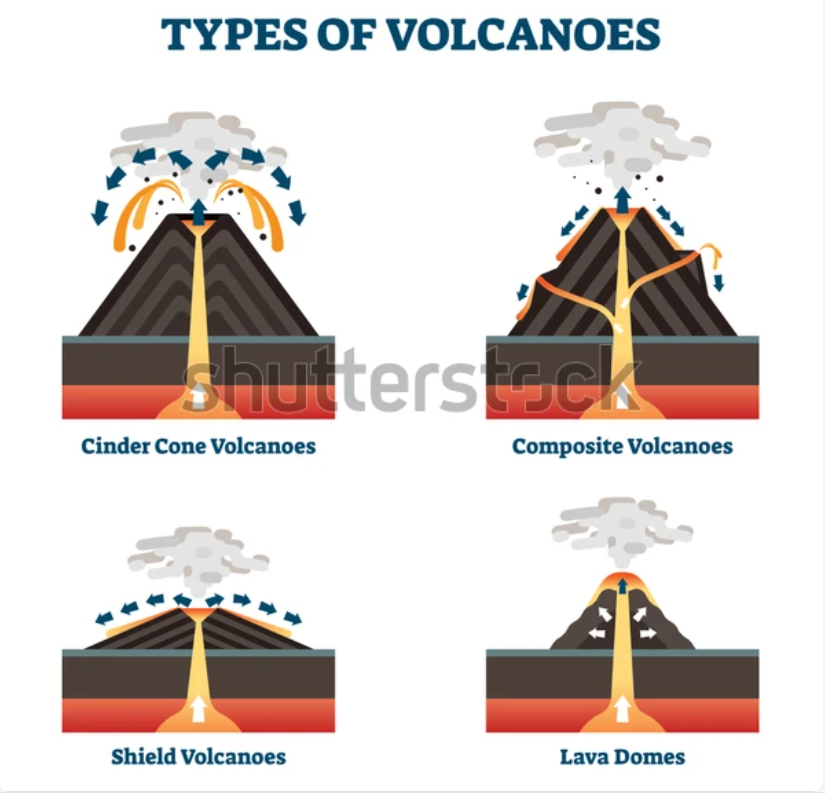 TYPES OF VOLCANOES
shutterstock
Cinder Cone Volcanoes
Composite Volcanoes
Shield Volcanoes
Lava Domes